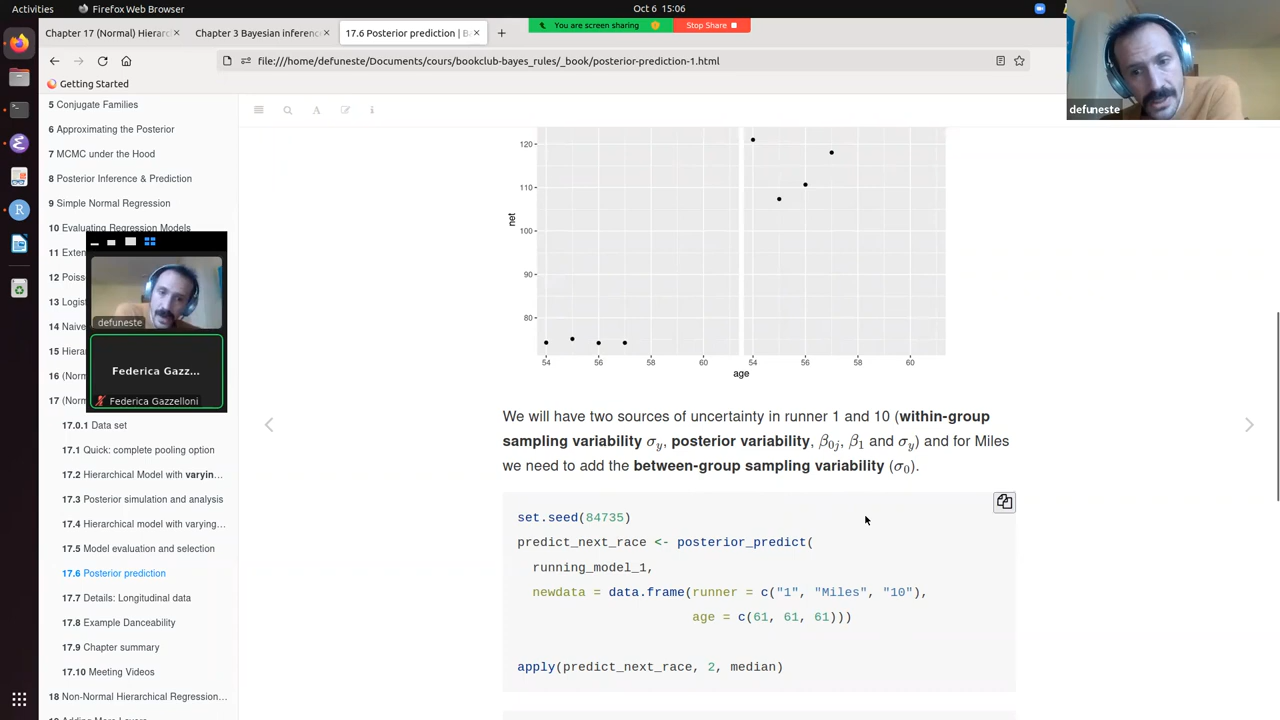 Activities
Firefox Web Browser
Oct 6 15:06
Chapter 17 (Normal) Hierarc
Chapter 3 Bayesian inferenc
17.6 Posterior prediction | B
You are screen sharing
Stop Share
file:///home/defuneste/Documents/cours/bookclub-bayes_rules/_book/posterior-prediction-1.html
Getting Started
defuneste
5 Conjugate Families
6 Approximating the Posterior
7 MCMC under the Hood
8 Posterior Inference & Prediction
9 Simple Normal Regression
10 Evaluating Regression Models
11 Exten
12 Poiss
13 Logis
14 Naive
15 Hiera
16 (Norm
17 (Norm
defuneste
Federica Gazz...
Federica Gazzelloni
17.0.1 Data set
17.1 Quick: complete pooling option
17.2 Hierarchical Model with varyin...
17.3 Posterior simulation and analysis
17.4 Hierarchical model with varying...
17.5 Model evaluation and selection
17.6 Posterior prediction
17.7 Details: Longitudinal data
17.8 Example Danceability
17.9 Chapter summary
17.10 Meeting Videos
18 Non-Normal Hierarchical Regression...
120
110
100
90
80
net
54 56 58 60 54 56 58 60
age
We will have two sources of uncertainty in runner 1 and 10 (within-group
sampling variability σy, posterior variability, β0j, β1 and σy) and for Miles
we need to add the between-group sampling variability (σ0).
set.seed(84735)
predict_next_race <- posterior_predict(
running_model_1,
newdata = data.frame(runner = c("1", "Miles", "10"),
age = c(61, 61, 61)))
apply(predict_next_race, 2, median)